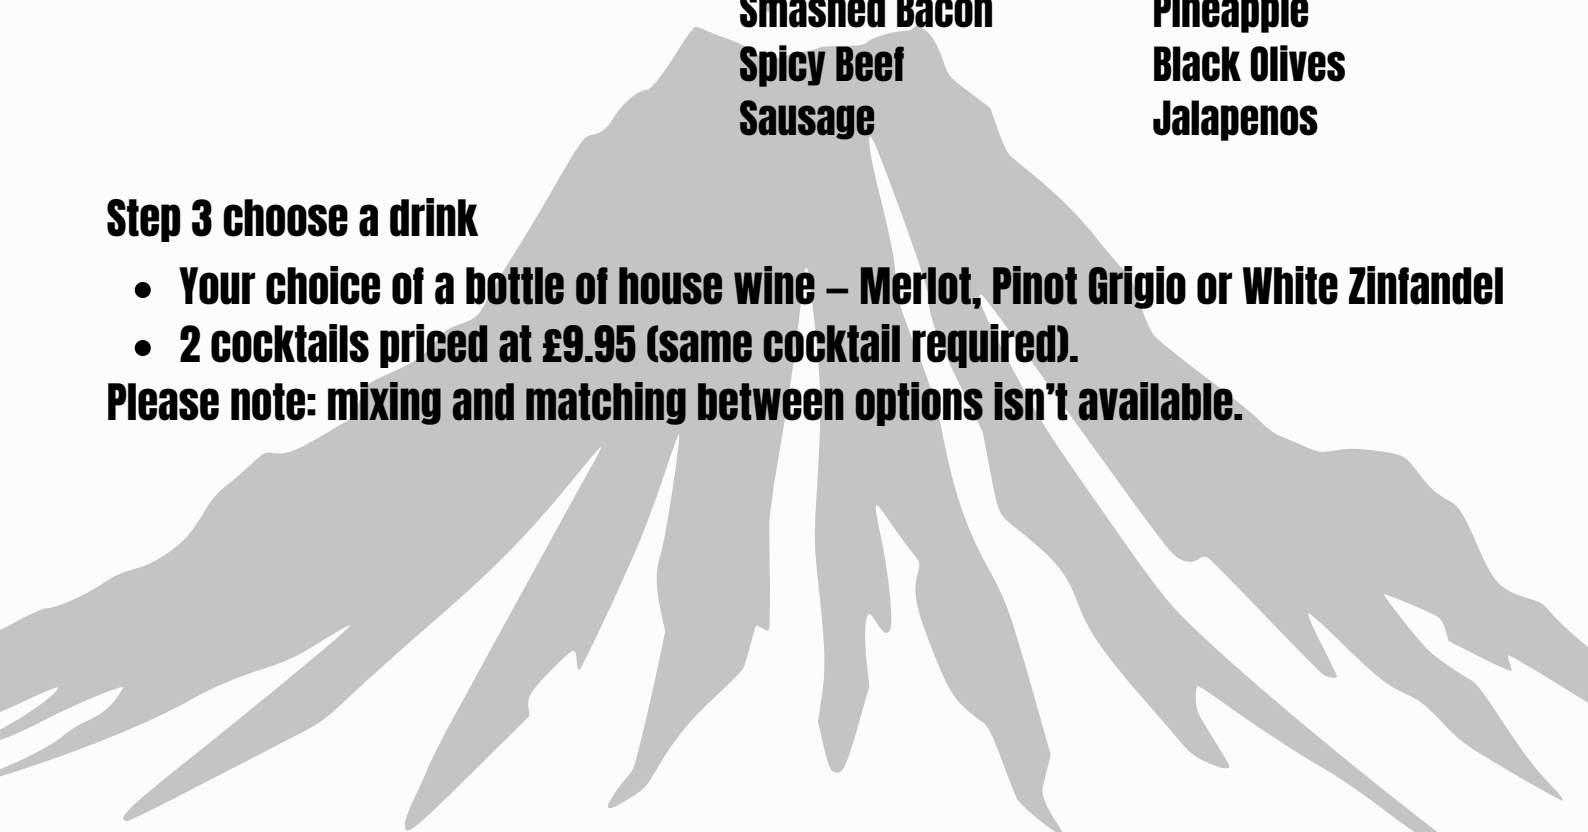 Smashed Bacon
Spicy Beef
Sausage
Pineapple
Black Olives
Jalapenos
Step 3 choose a drink
• Your choice of a bottle of house wine – Merlot, Pinot Grigio or White Zinfandel
• 2 cocktails priced at £9.95 (same cocktail required).
Please note: mixing and matching between options isn’t available.